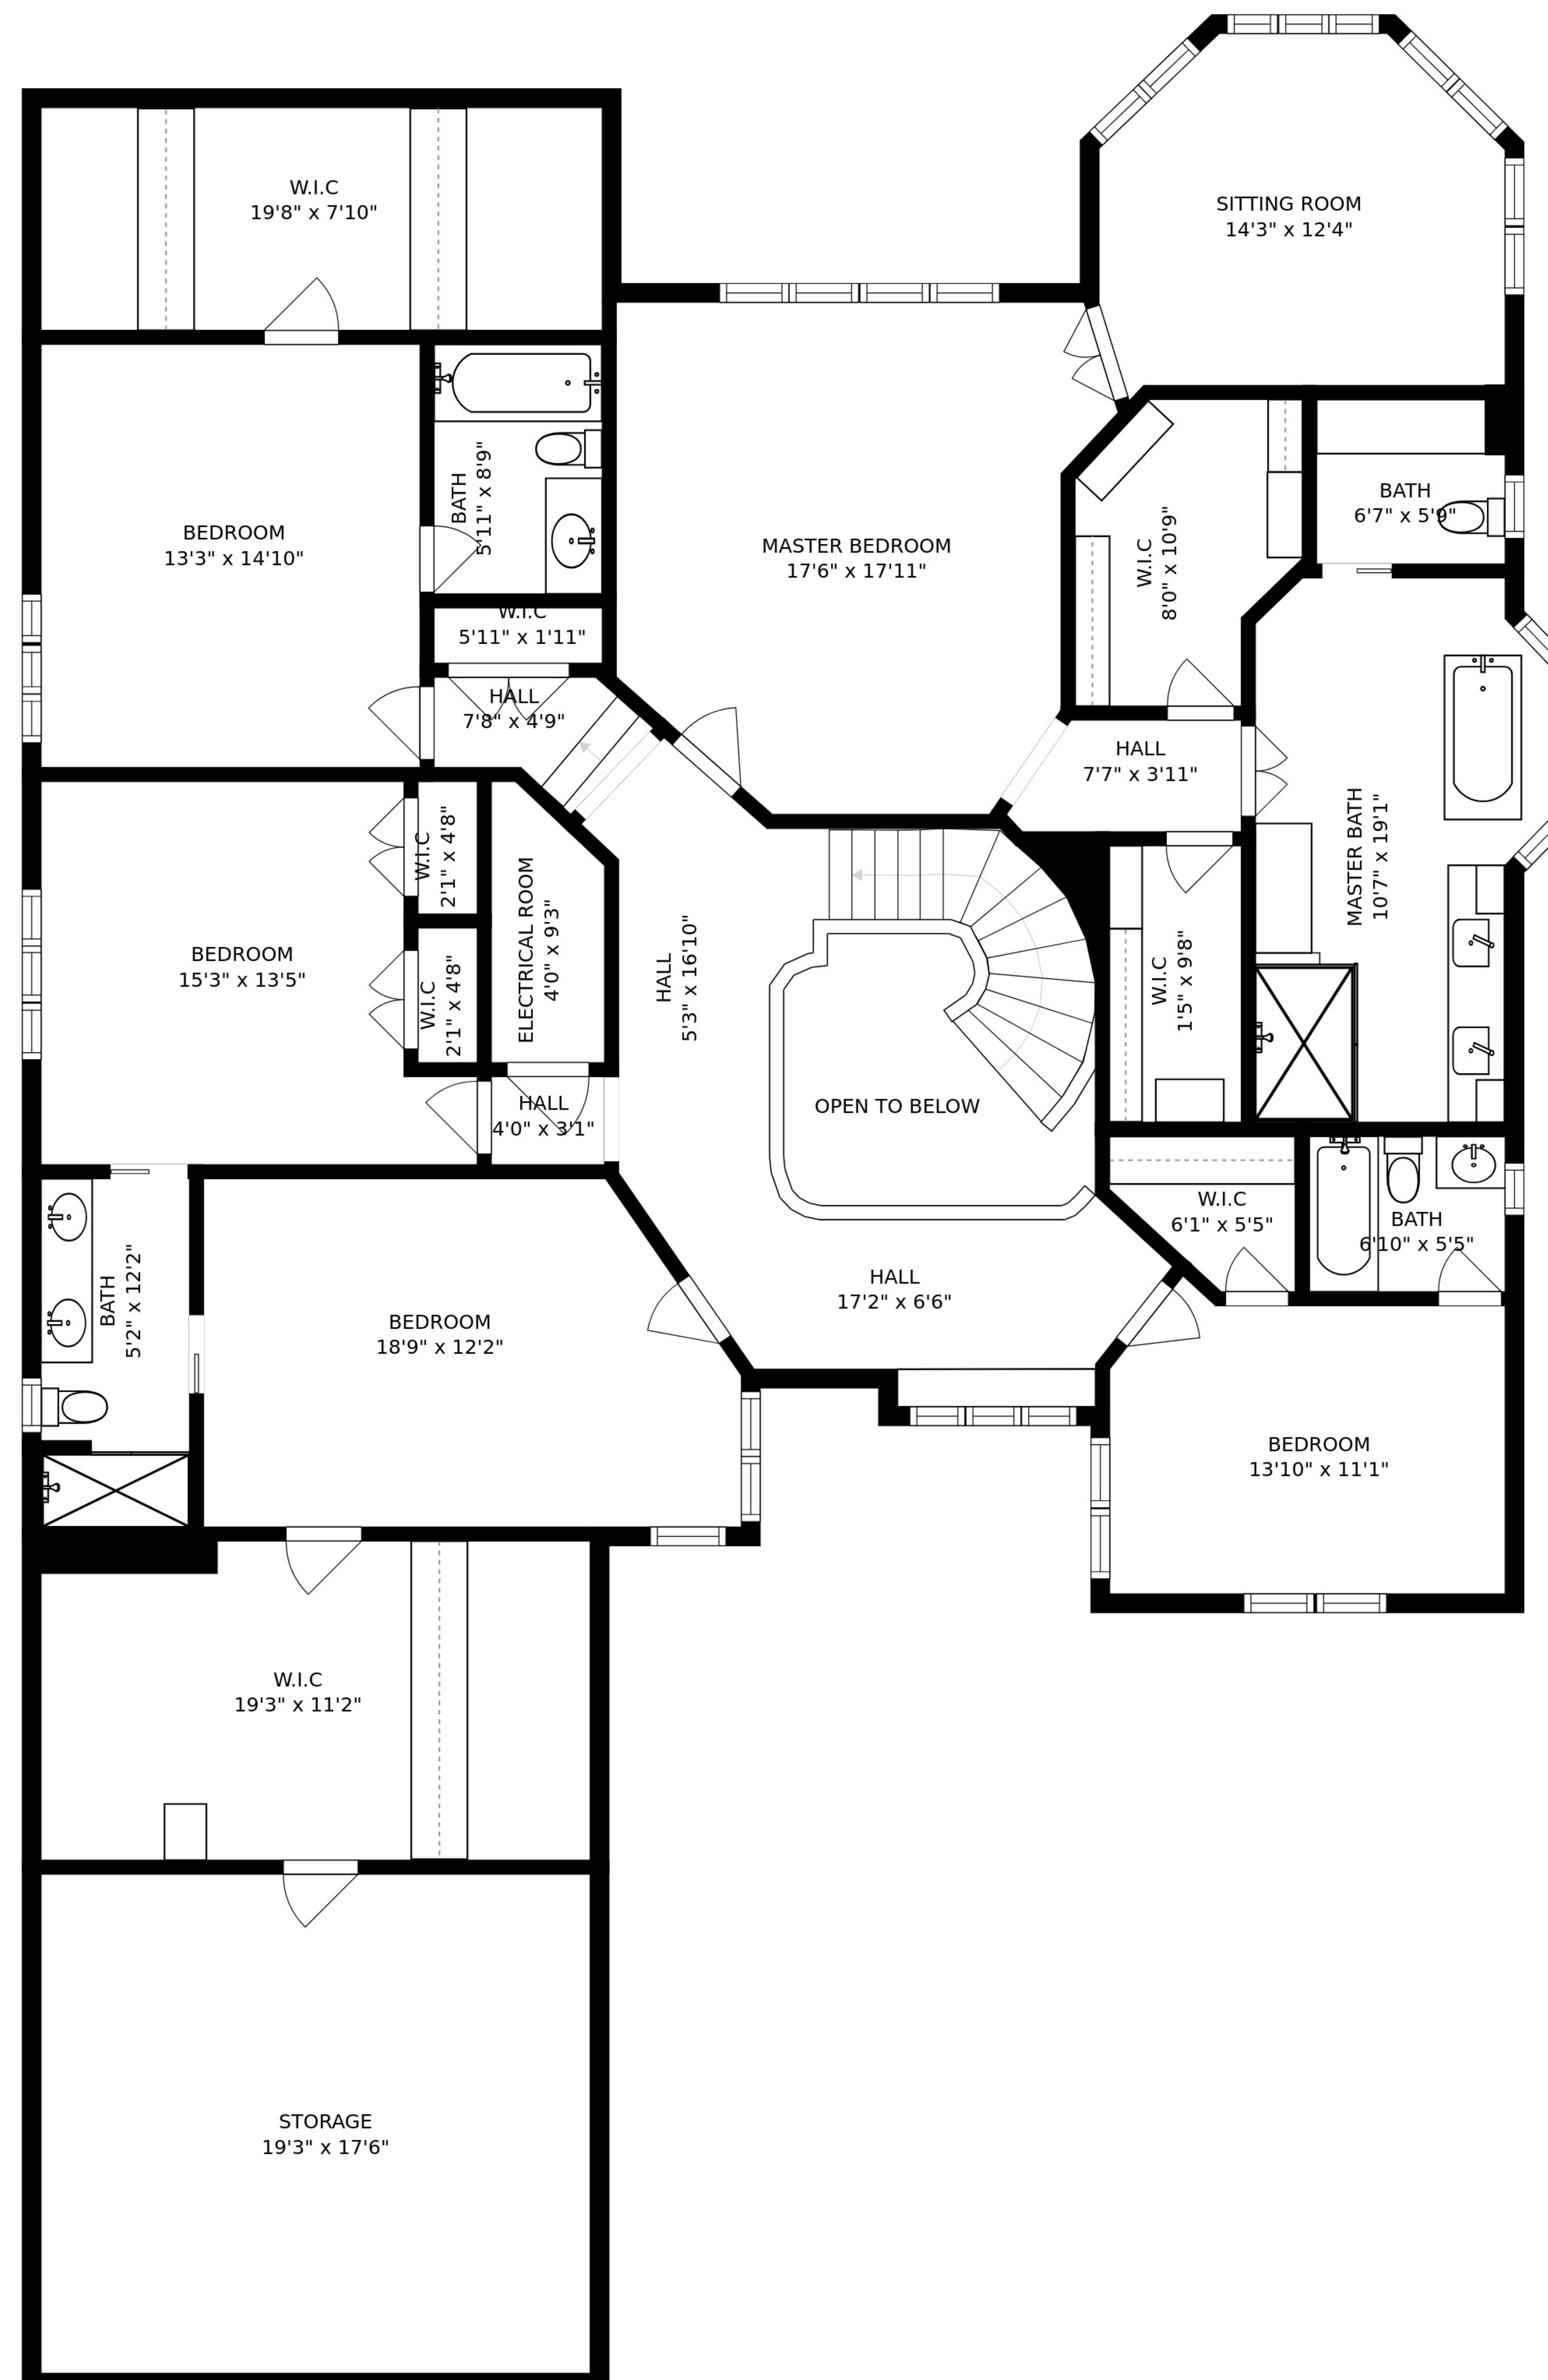 W.I.C
19'8" x 7'10"
SITTING ROOM
14'3" x 12'4"
BEDROOM
13'3" x 14'10"
BATH
5'11" x 8'9"
MASTER BEDROOM
17'6" x 17'11"
W.I.C
8'0" x 10'9"
BATH
6'7" x 5'9"
W.I.C
5'11" x 1'11"
HALL
7'8" x 4'9"
HALL
7'7" x 3'11"
MASTER BATH
10'7" x 19'1"
W.I.C
2'1" x 4'8"
ELECTRICAL ROOM
4'0" x 9'3"
BEDROOM
15'3" x 13'5"
W.I.C
2'1" x 4'8"
HALL
5'3" x 16'10"
W.I.C
1'5" x 9'8"
OPEN TO BELOW
HALL
4'0" x 3'1"
W.I.C
6'1" x 5'5"
BATH
6'10" x 5'5"
BATH
5'2" x 12'2"
BEDROOM
18'9" x 12'2"
HALL
17'2" x 6'6"
BEDROOM
13'10" x 11'1"
W.I.C
19'3" x 11'2"
STORAGE
19'3" x 17'6"